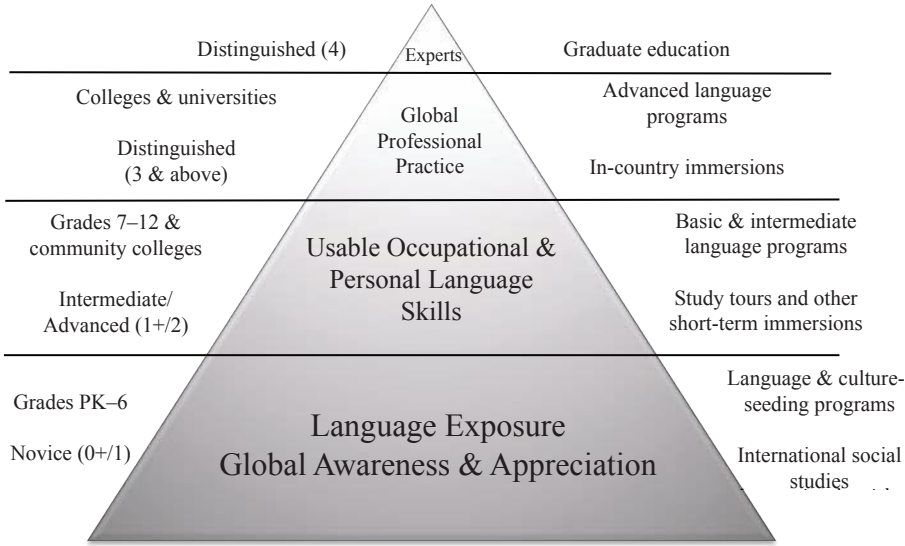 Distinguished (4)
Experts
Graduate education
Colleges & universities
Distinguished
(3 & above)
Global
Professional
Practice
Advanced language
programs
In-country immersions
Grades 7–12 &
community colleges
Intermediate/
Advanced (1+/2)
Usable Occupational &
Personal Language
Skills
Basic & intermediate
language programs
Study tours and other
short-term immersions
Grades PK–6
Novice (0+/1)
Language Exposure
Global Awareness & Appreciation
Language & culture-
seeding programs
International social
studies